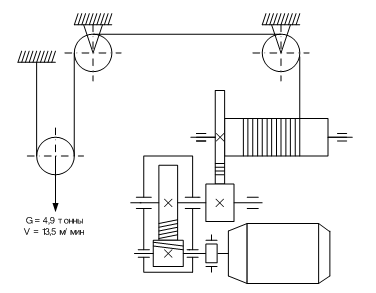 G = 4,9 тонны
V = 13,5 м/ мин